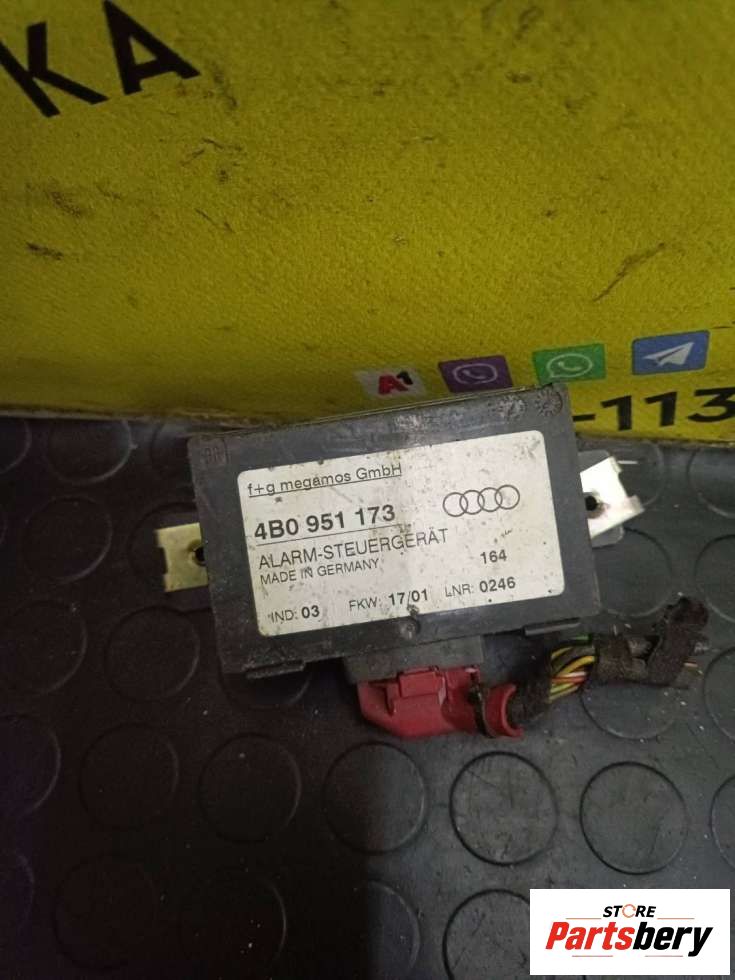 KA
A1
-113
f+g megamos GmbH
4B0 951 173
ALARM-STEUERGERÄT
MADE IN GERMANY
164
IND: 03 FKW: 17/01 LNR: 0246
STORE
Partsbery